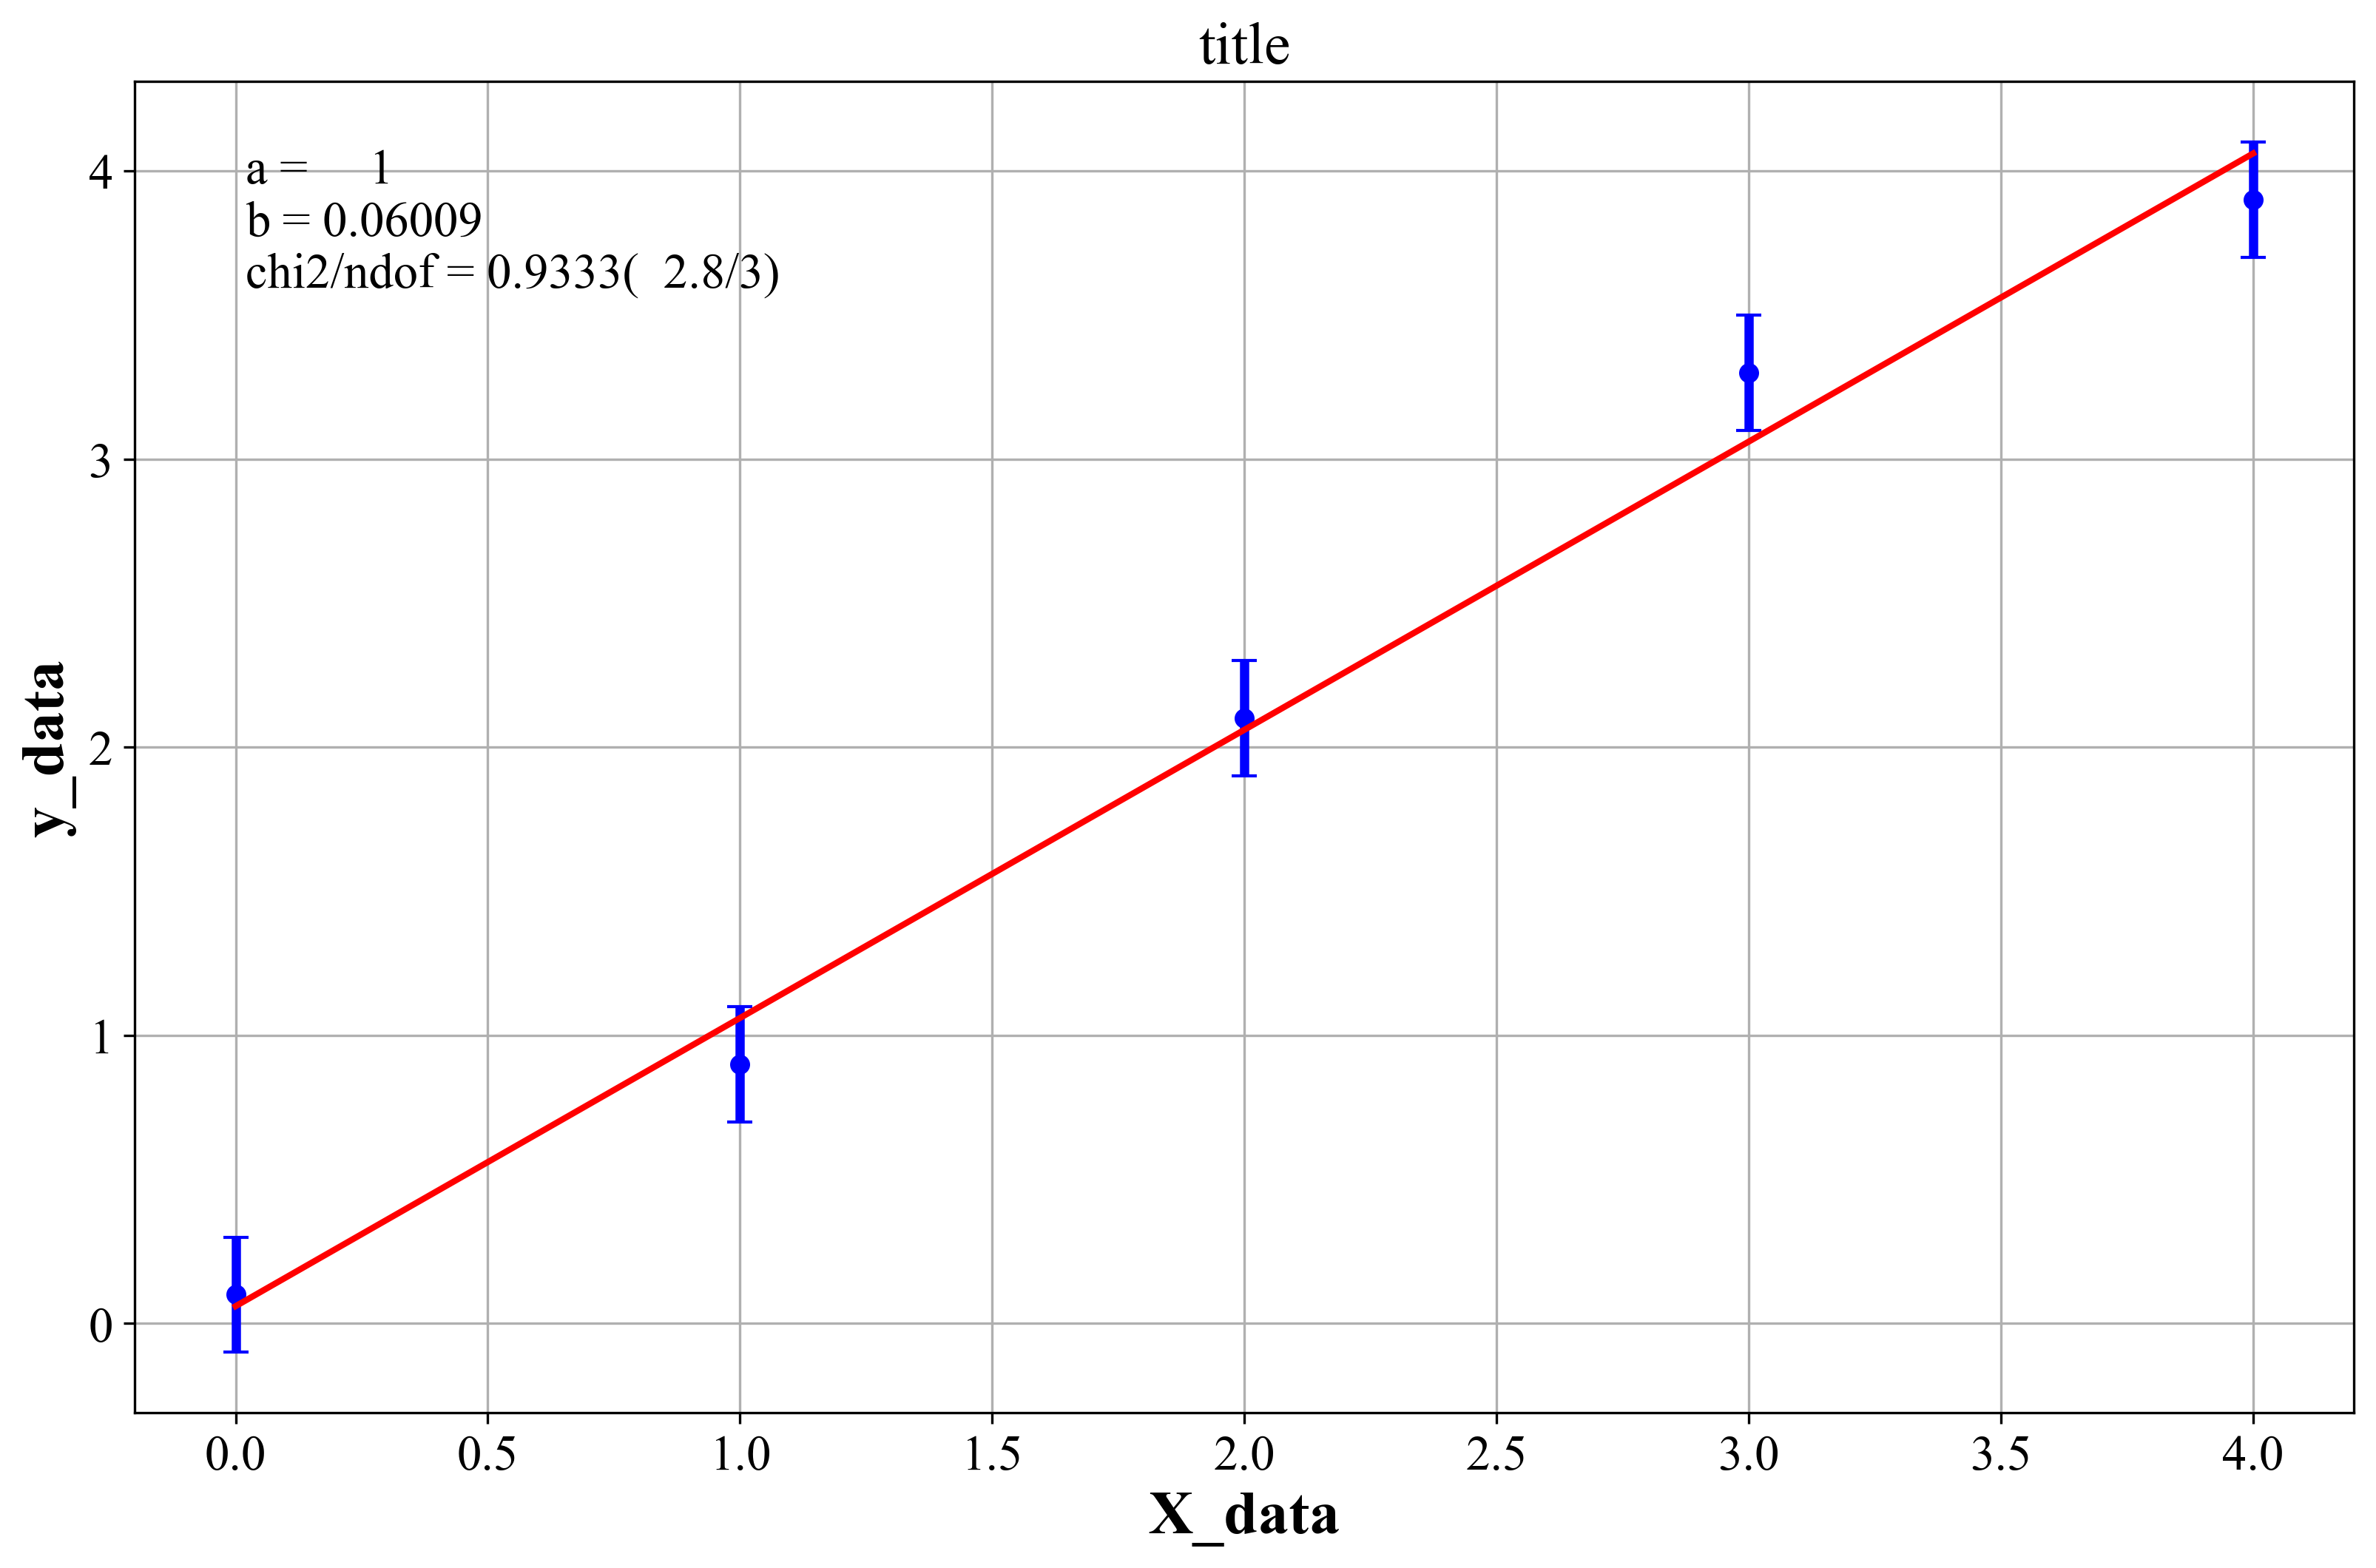 title
a =     1
b = 0.06009
chi2/ndof = 0.9333(  2.8/3)
4
3
2
1
0
y_data
0.0 0.5 1.0 1.5 2.0 2.5 3.0 3.5 4.0
X_data